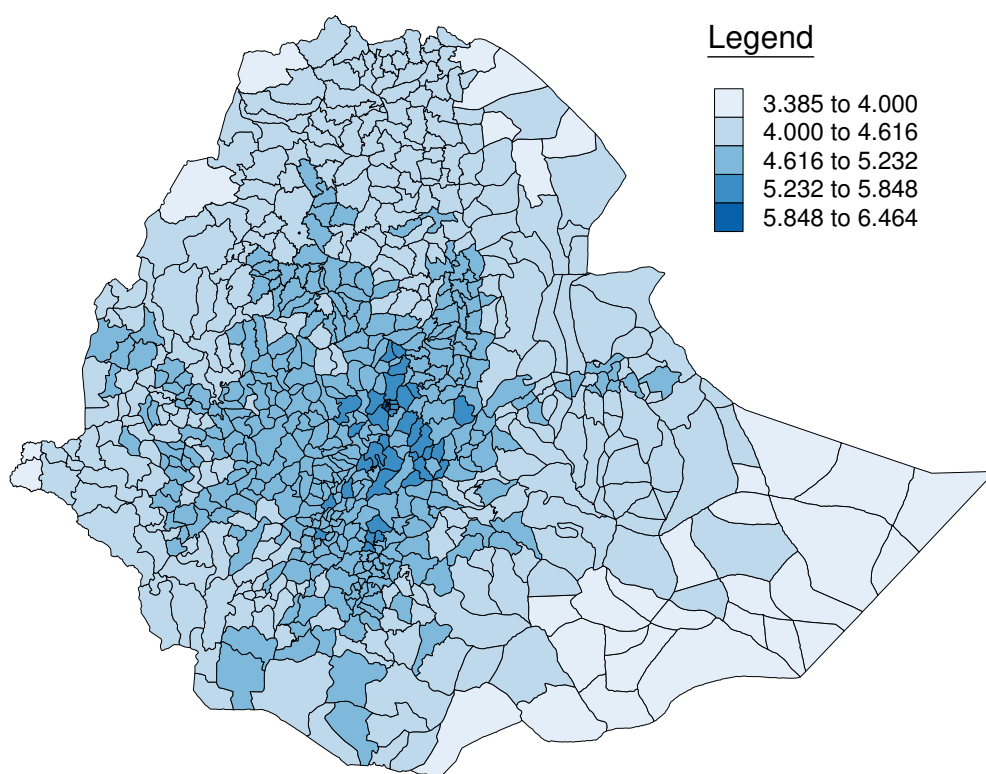 Legend
3.385 to 4.000
4.000 to 4.616
4.616 to 5.232
5.232 to 5.848
5.848 to 6.464